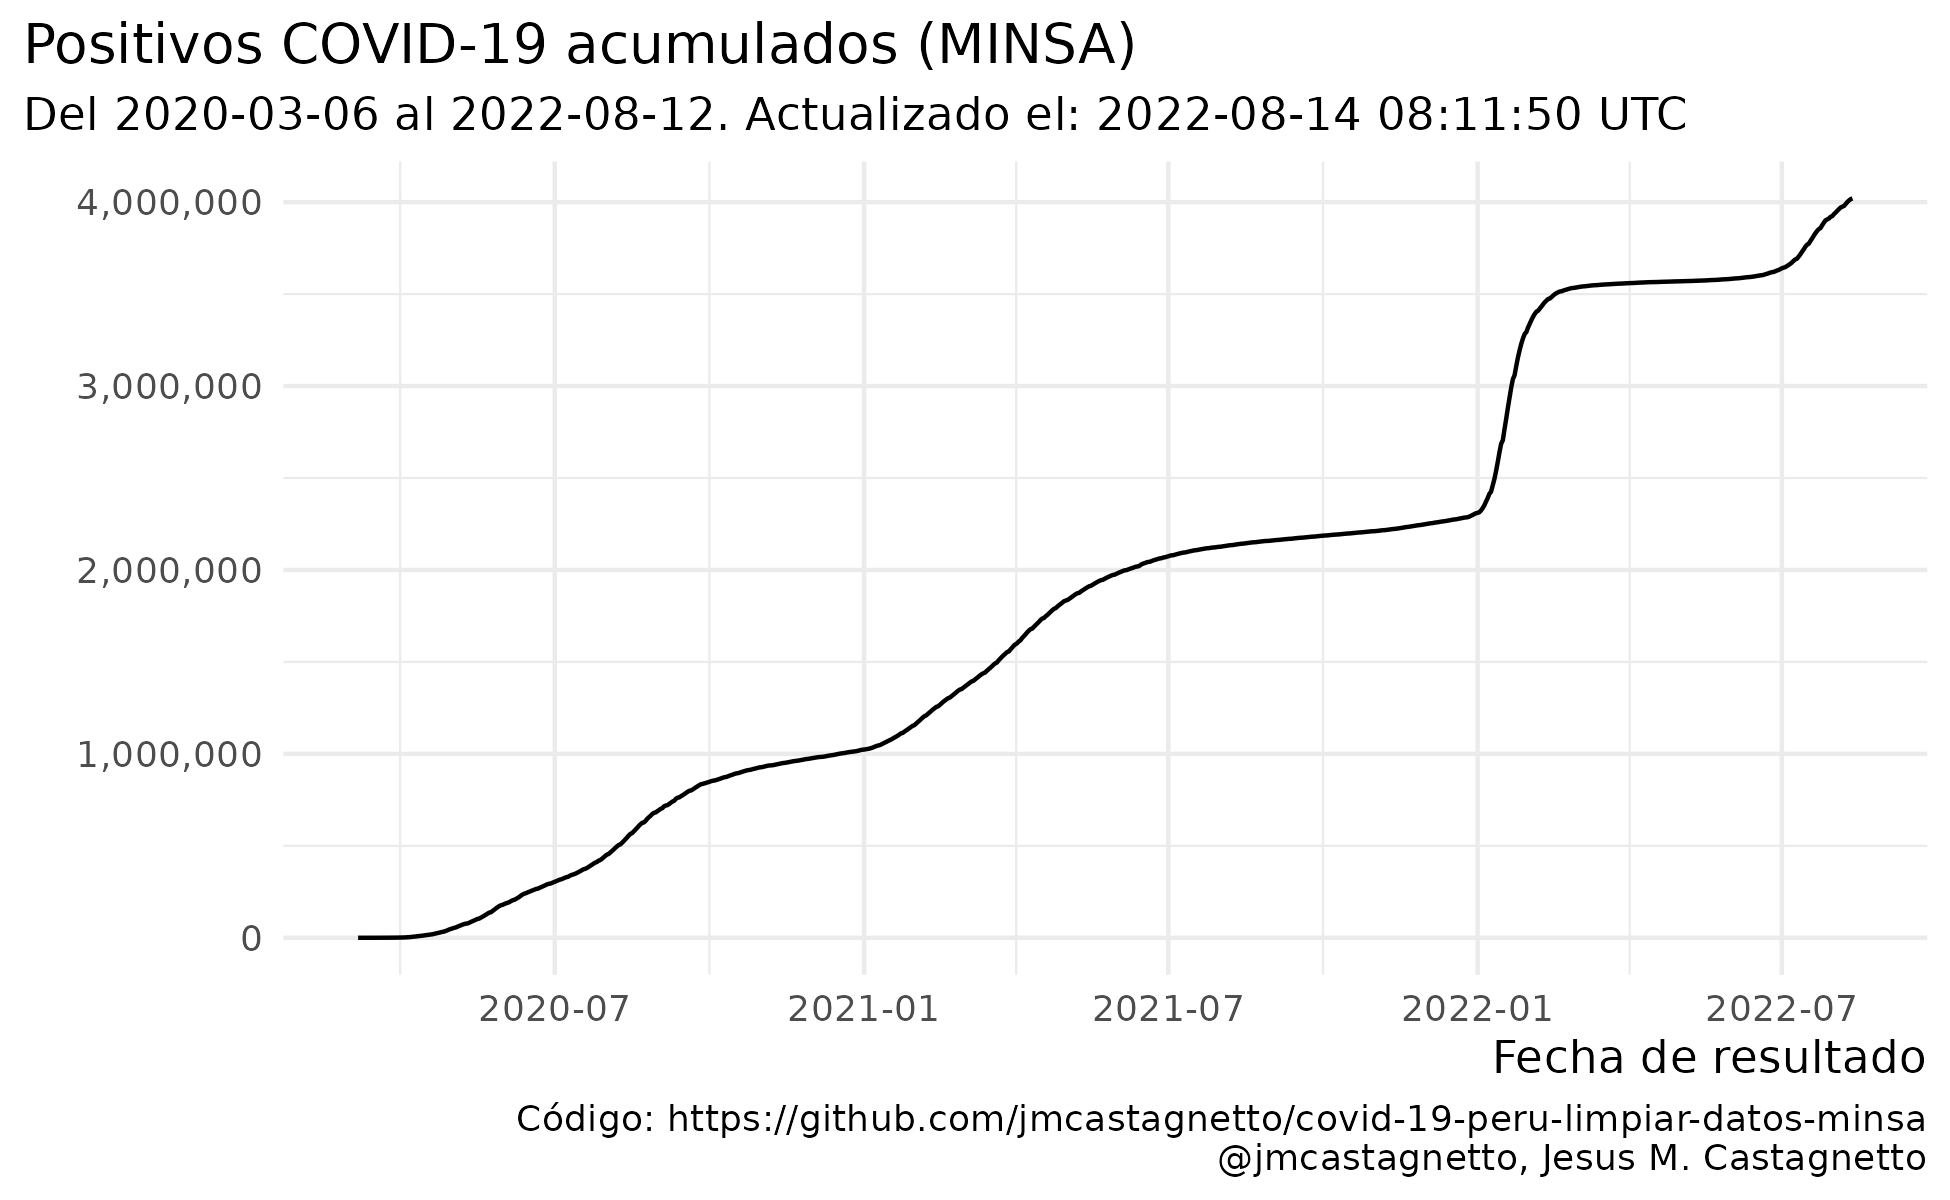 Positivos COVID-19 acumulados (MINSA)
Del 2020-03-06 al 2022-08-12. Actualizado el: 2022-08-14 08:11:50 UTC
4,000,000
3,000,000
2,000,000
1,000,000
0
2020-07 2021-01 2021-07 2022-01 2022-07
Fecha de resultado
Código: https://github.com/jmcastagnetto/covid-19-peru-limpiar-datos-minsa
@jmcastagnetto, Jesus M. Castagnetto